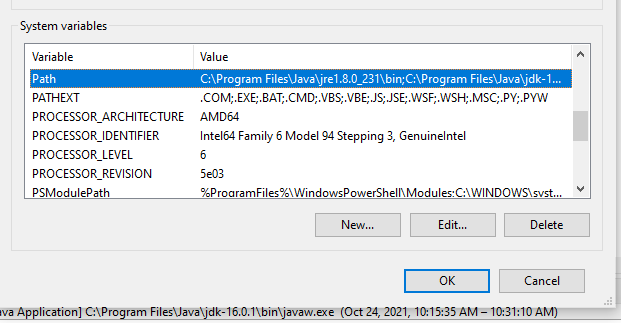 System variables
Variable Value
Path C:\Program Files\Java\jre1.8.0_231\bin;C:\Program Files\Java\jdk-1...
PATHEXT .COM;.EXE;.BAT;.CMD;.VBS;.VBE;.JS;.JSE;.WSF;.WSH;.MSC;.PY;.PYW
PROCESSOR_ARCHITECTURE AMD64
PROCESSOR_IDENTIFIER Intel64 Family 6 Model 94 Stepping 3, GenuineIntel
PROCESSOR_LEVEL 6
PROCESSOR_REVISION 5e03
PSModulePath %ProgramFiles%\WindowsPowerShell\Modules;C:\WINDOWS\syst...
New... Edit... Delete
OK Cancel
ava Application] C:\Program Files\Java\jdk-16.0.1\bin\javaw.exe (Oct 24, 2021, 10:15:35 AM – 10:31:10 AM)